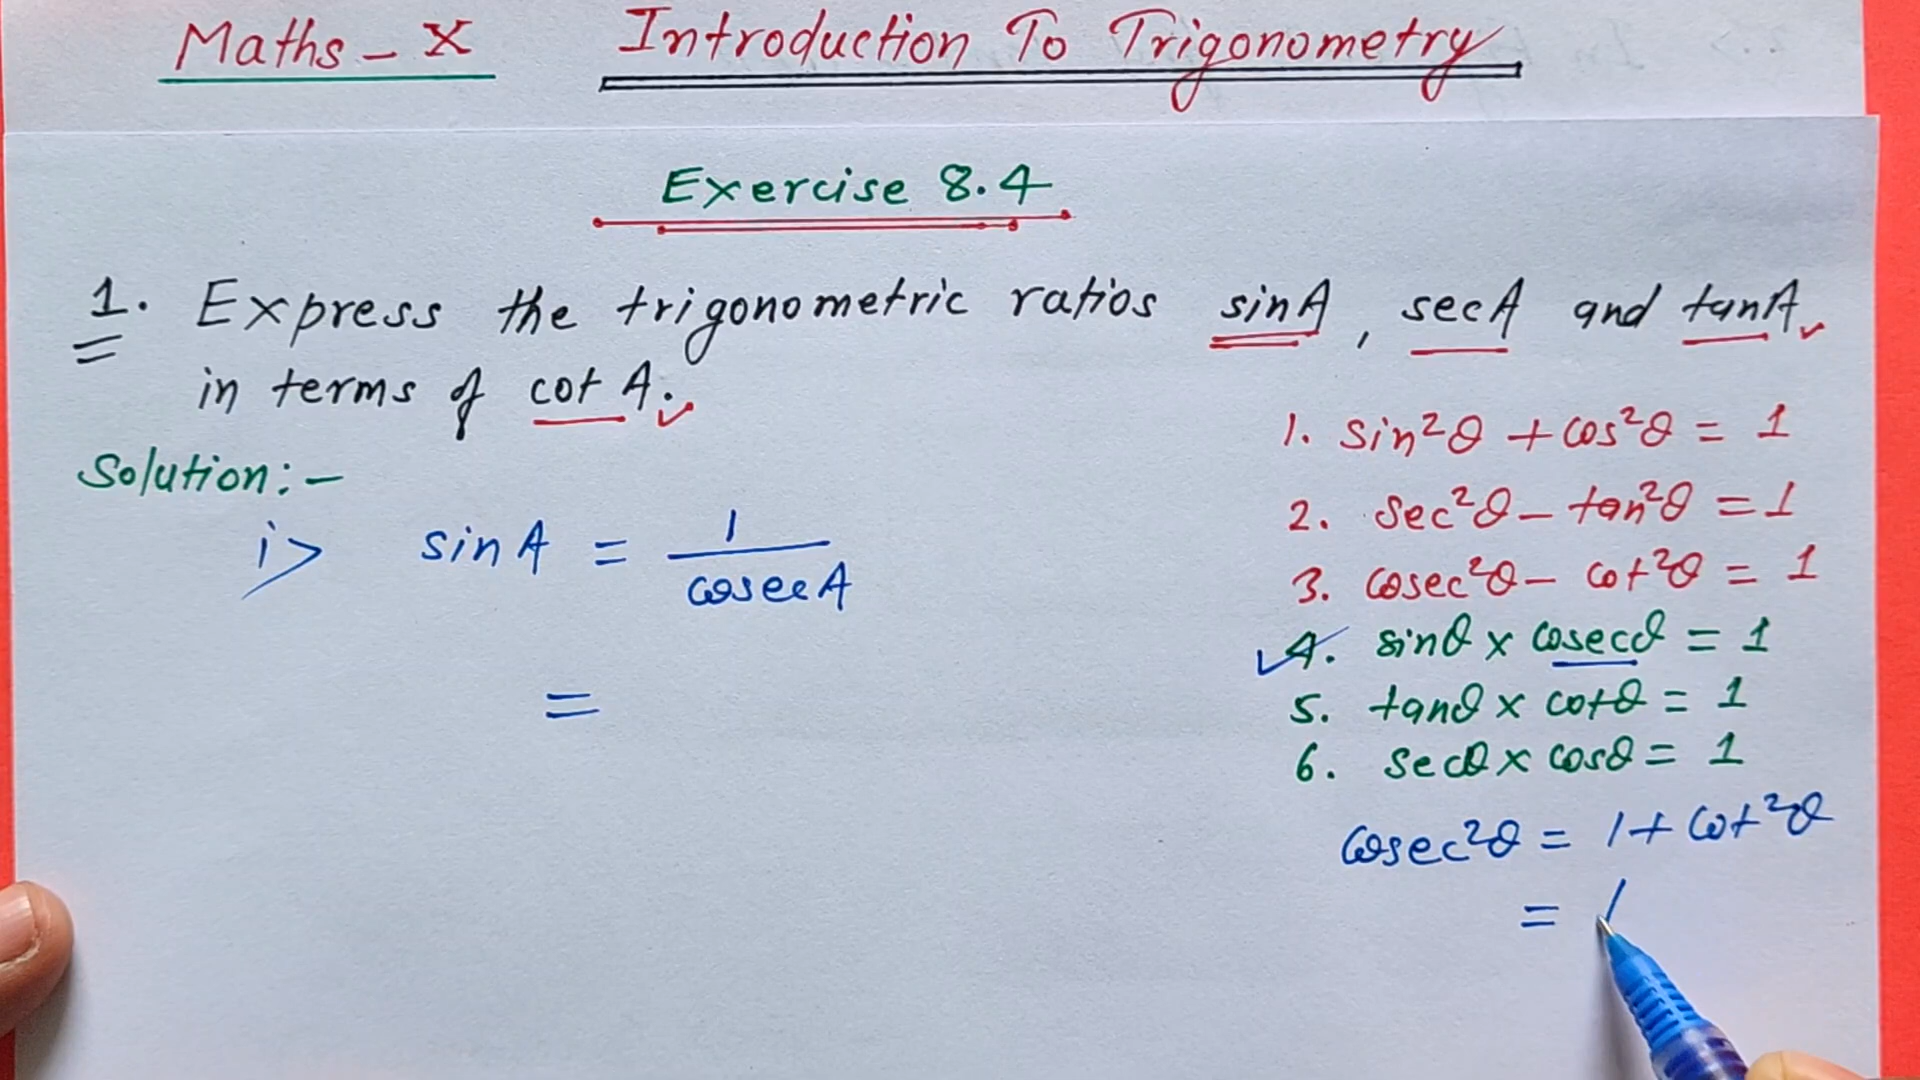 Maths - X Introduction To Trigonometry
Exercise 8.4
1. Express the trigonometric ratios sinA, secA and tanA
in terms of cot A.
Solution:-
i> sinA = 1/cosecA
=
1. sin²θ + cos²θ = 1
2. sec²θ - tan²θ = 1
3. cosec²θ - cot²θ = 1
4. sinθ x cosecθ = 1
5. tanθ x cotθ = 1
6. secθ x cosθ = 1
cosec²θ = 1 + cot²θ
=